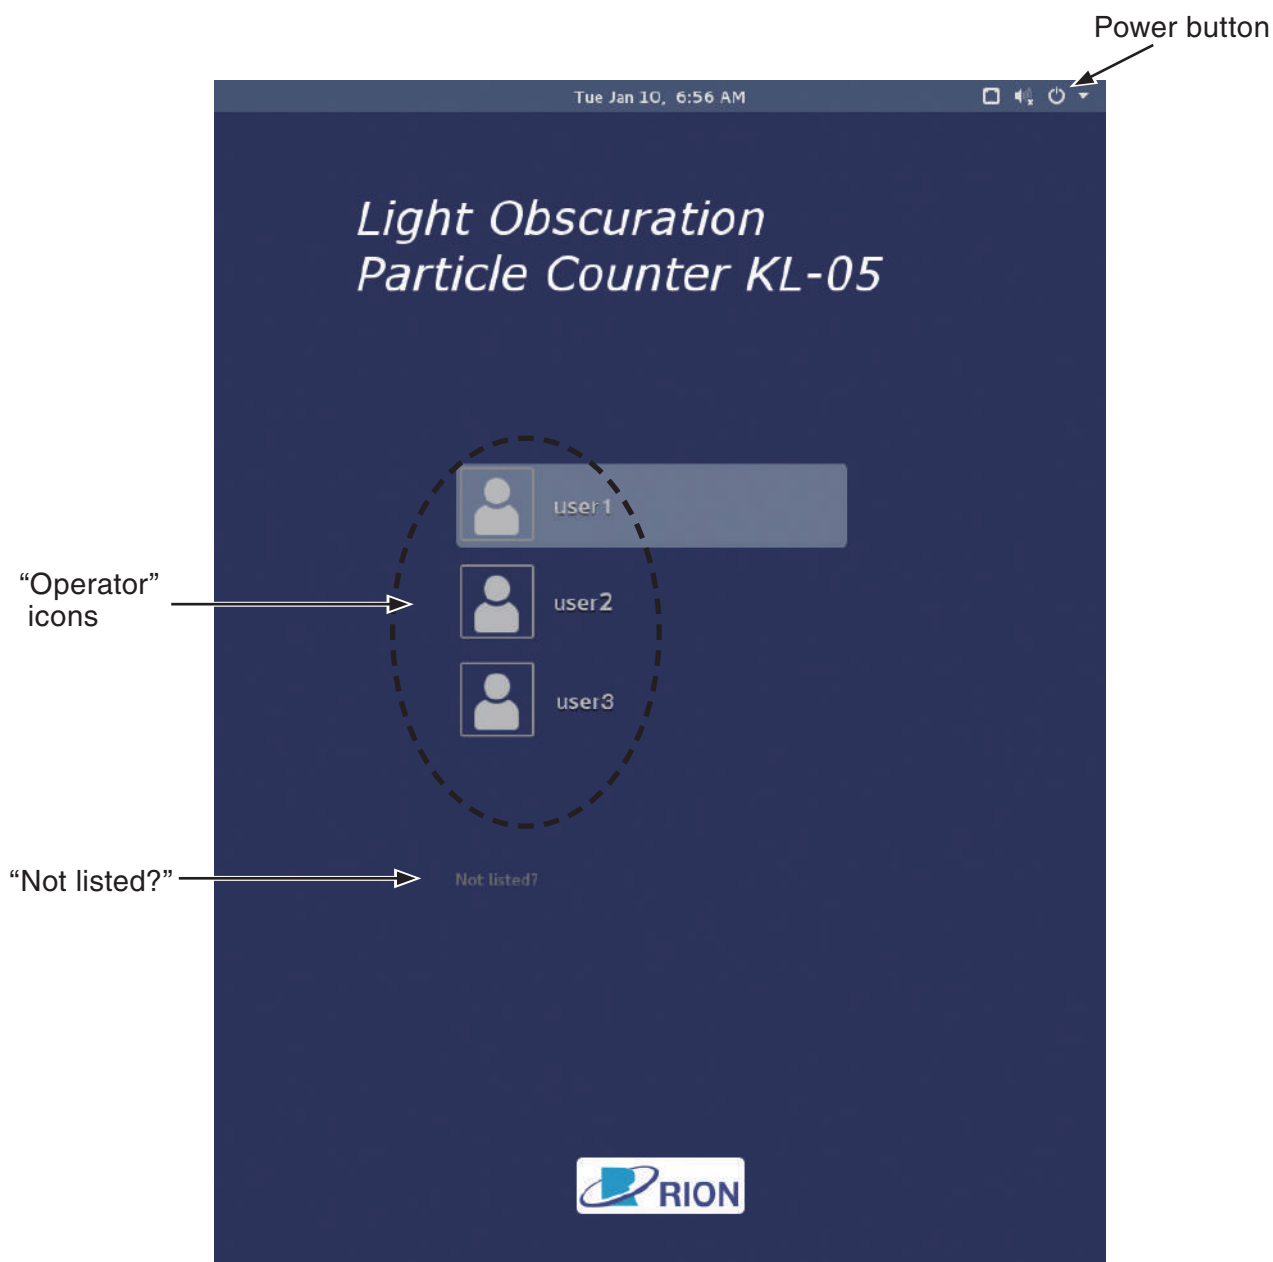 Power button
Tue Jan 10, 6:56 AM
Light Obscuration
Particle Counter KL-05
user1
“Operator”
icons
user2
user3
“Not listed?”
Not listed?
RION